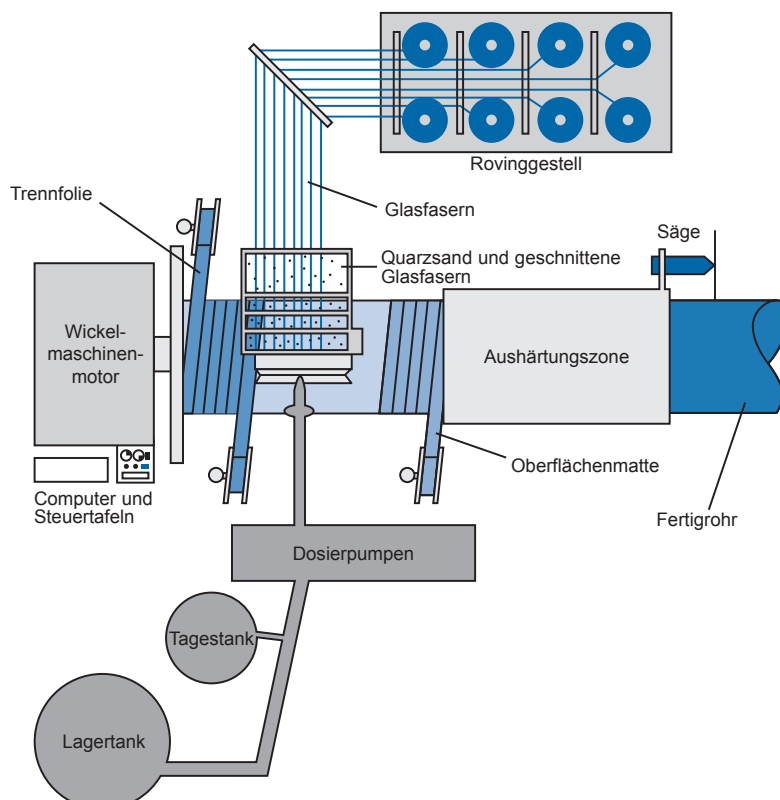 Rovinggestell
Trennfolie
Glasfasern
Säge
Quarzsand und geschnittene
Glasfasern
Wickel-
maschinen-
motor
Aushärtungszone
Oberflächenmatte
Computer und
Steuertafeln
Fertigrohr
Dosierpumpen
Tagestank
Lagertank